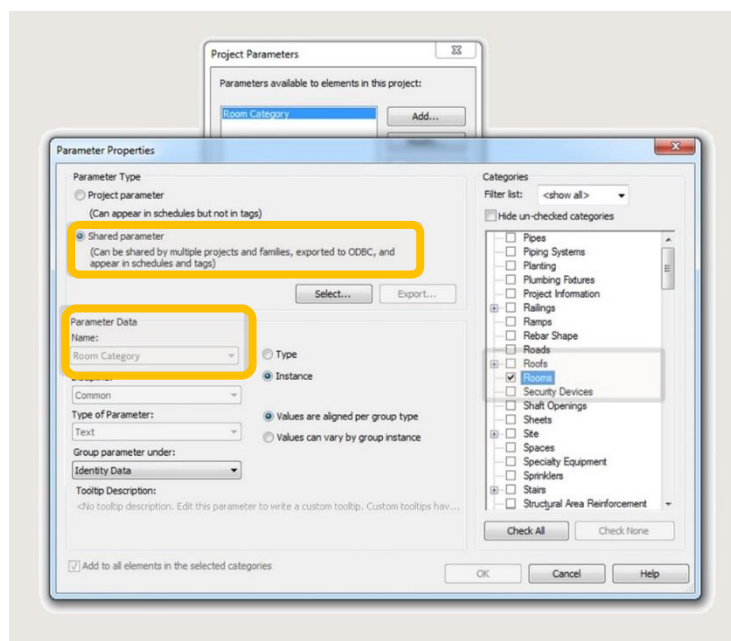 Project Parameters
Parameters available to elements in this project:
Room Category
Add...
Parameter Properties
Parameter Type
Project parameter
(Can appear in schedules but not in tags)
Shared parameter
(Can be shared by multiple projects and families, exported to ODBC, and
appear in schedules and tags)
Select...
Export...
Parameter Data
Name:
Room Category
Type
Instance
Common
Type of Parameter:
Text
Values are aligned per group type
Values can vary by group instance
Group parameter under:
Identity Data
Tooltip Description:
<No tooltip description. Edit this parameter to write a custom tooltip. Custom tooltips hav...
Add to all elements in the selected categories
Categories
Filter list:
<show all>
Hide un-checked categories
Pipes
Piping Systems
Planting
Plumbing Fixtures
Project Information
Railings
Ramps
Rebar Shape
Roads
Roofs
Rooms
Security Devices
Shaft Openings
Sheets
Site
Spaces
Specialty Equipment
Sprinklers
Stairs
Structural Area Reinforcement
Check All
Check None
OK
Cancel
Help